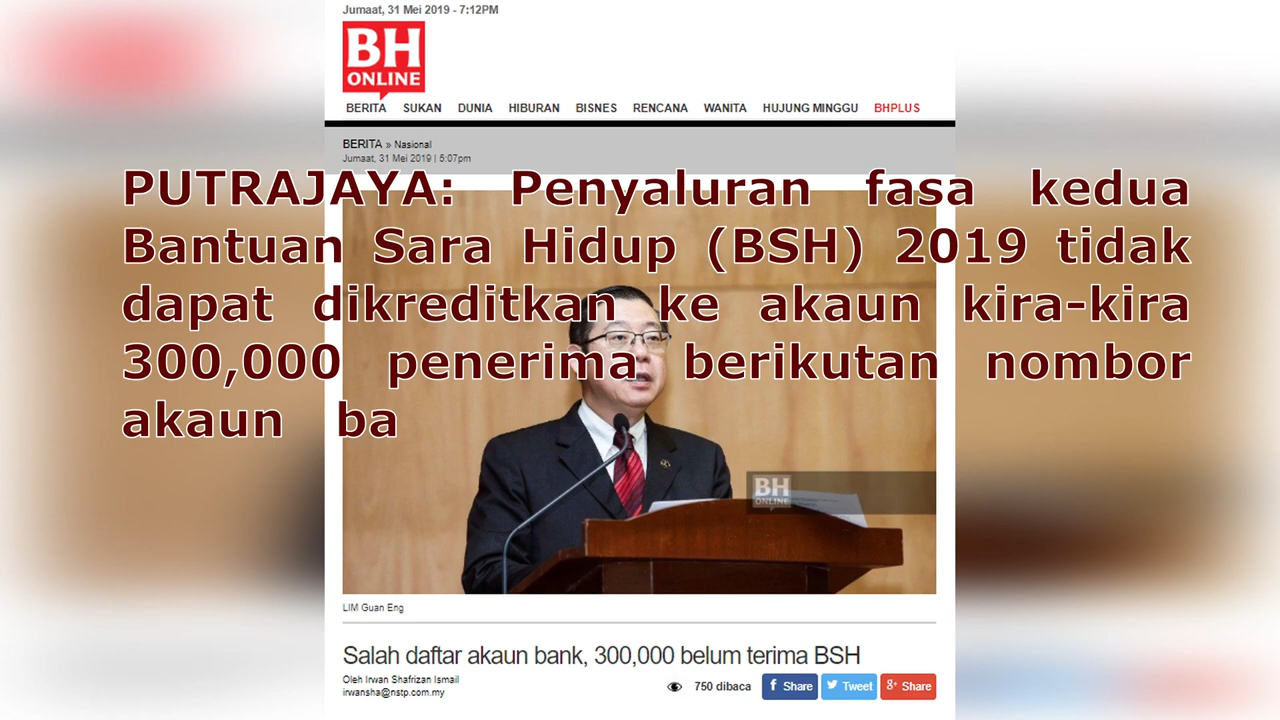 Jumaat, 31 Mei 2019 - 7:12PM
BH
ONLINE
BERITA SUKAN DUNIA HIBURAN BISNES RENCANA WANITA HUJUNG MINGGU BHPLUS
BERITA » Nasional
Jumaat, 31 Mei 2019 | 5:07pm
PUTRAJAYA: Penyaluran fasa kedua
Bantuan Sara Hidup (BSH) 2019 tidak
dapat dikreditkan ke akaun kira-kira
300,000 penerima berikutan nombor
akaun ba
BH
ONLINE
LIM Guan Eng
Salah daftar akaun bank, 300,000 belum terima BSH
Oleh Irwan Shafrizan Ismail
irwansha@nstp.com.my
750 dibaca
Share
Tweet
Share